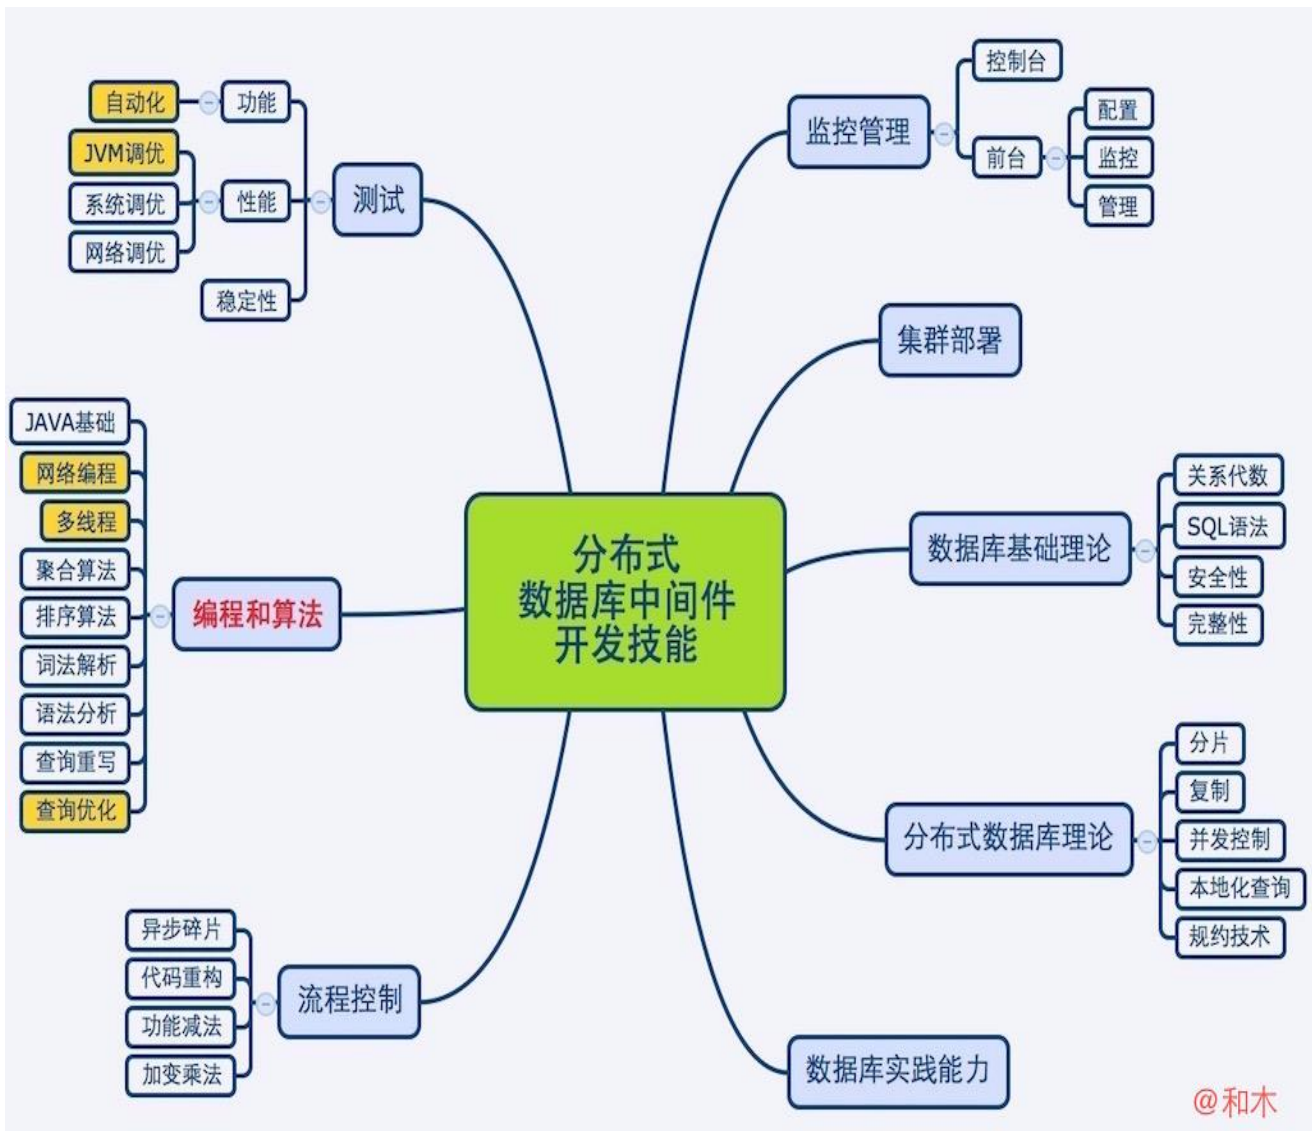 分布式
数据库中间件
开发技能
监控管理
控制台
前台
配置
监控
管理
集群部署
数据库基础理论
关系代数
SQL语法
安全性
完整性
分布式数据库理论
分片
复制
并发控制
本地化查询
规约技术
数据库实践能力
测试
功能
自动化
性能
JVM调优
系统调优
网络调优
稳定性
编程和算法
JAVA基础
网络编程
多线程
聚合算法
排序算法
词法解析
语法分析
查询重写
查询优化
流程控制
异步碎片
代码重构
功能减法
加变乘法
@和木